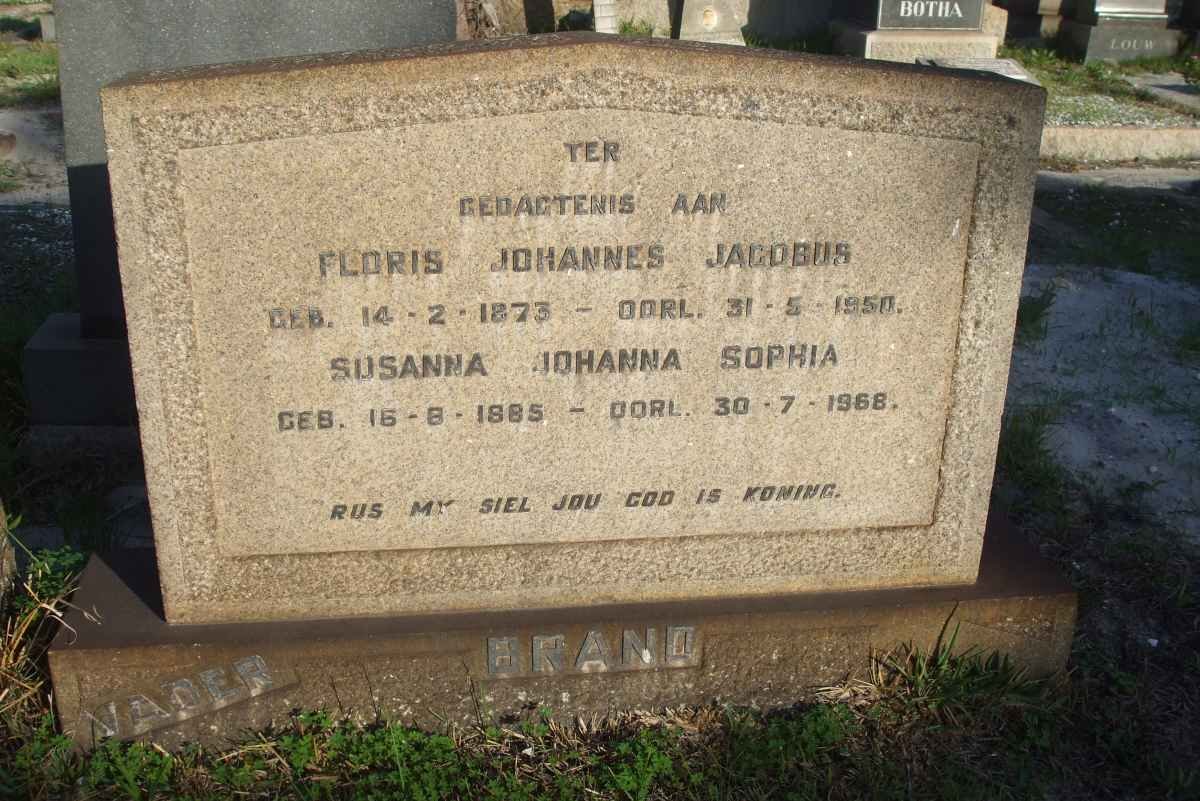 BOTHA
LOUW
TER
GEDAGTENIS AAN
FLORIS JOHANNES JACOBUS
GEB. 14 - 2 - 1873 - OORL. 31 - 5 - 1950.
SUSANNA JOHANNA SOPHIA
GEB. 16 - 8 - 1885 - OORL. 30 - 7 - 1968.
RUS MY SIEL JOU GOD IS KONING.
BRAND
VADER